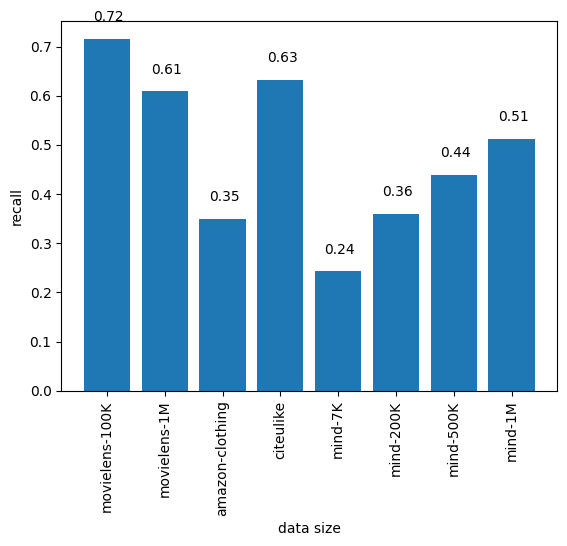 0.72
0.61
0.35
0.63
0.24
0.36
0.44
0.51
0.7
0.6
0.5
0.4
0.3
0.2
0.1
0.0
recall
movielens-100K
movielens-1M
amazon-clothing
citeulike
mind-7K
mind-200K
mind-500K
mind-1M
data size